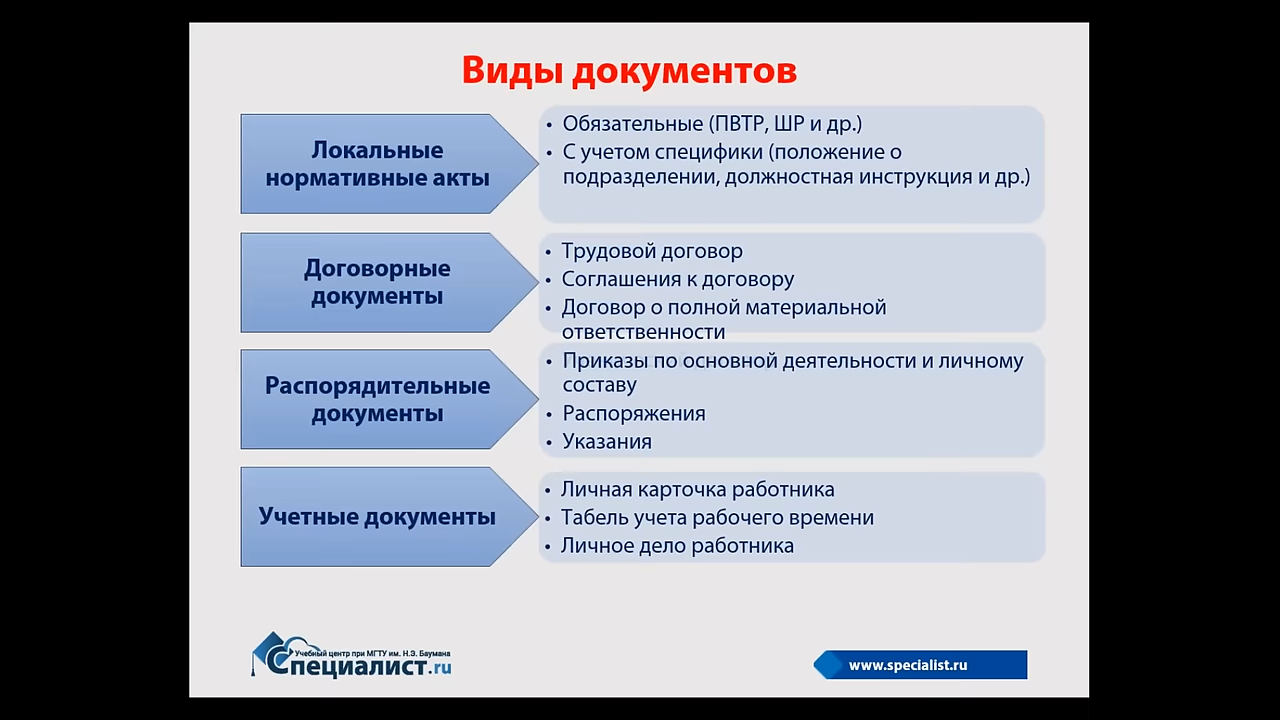 Виды документов
Локальные
нормативные акты
• Обязательные (ПВТР, ШР и др.)
• С учетом специфики (положение о
подразделении, должностная инструкция и др.)
Договорные
документы
• Трудовой договор
• Соглашения к договору
• Договор о полной материальной
ответственности
Распорядительные
документы
• Приказы по основной деятельности и личному
составу
• Распоряжения
• Указания
Учетные документы
• Личная карточка работника
• Табель учета рабочего времени
• Личное дело работника
Учебный центр при МГТУ им. Н.Э. Баумана
Специалист.ru
www.specialist.ru